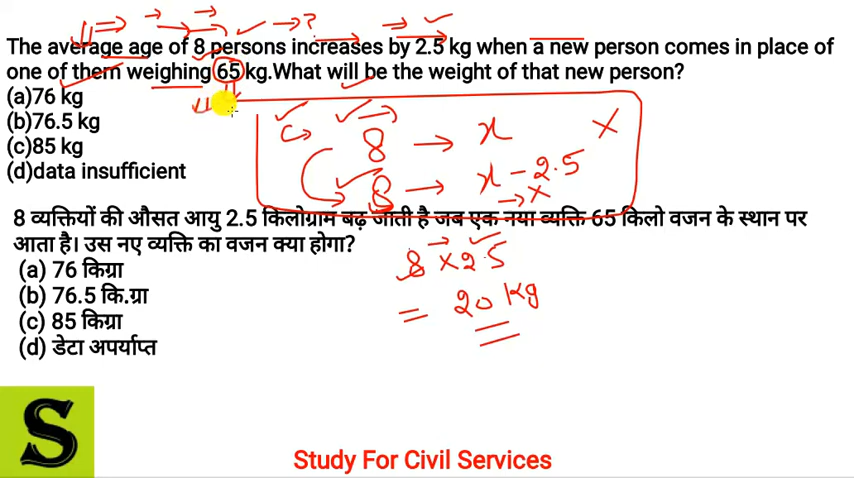 The average age of 8 persons increases by 2.5 kg when a new person comes in place of
one of them weighing 65 kg.What will be the weight of that new person?
(a)76 kg
(b)76.5 kg
(c)85 kg
(d)data insufficient
8 → x
8 → x - 2.5
8 व्यक्तियों की औसत आयु 2.5 किलोग्राम बढ़ जाती है जब एक नया व्यक्ति 65 किलो वजन के स्थान पर
आता है। उस नए व्यक्ति का वजन क्या होगा?
(a) 76 किग्रा
(b) 76.5 कि.ग्रा
(c) 85 किग्रा
(d) डेटा अपर्याप्त
8 x 2.5
= 20 kg
S
Study For Civil Services